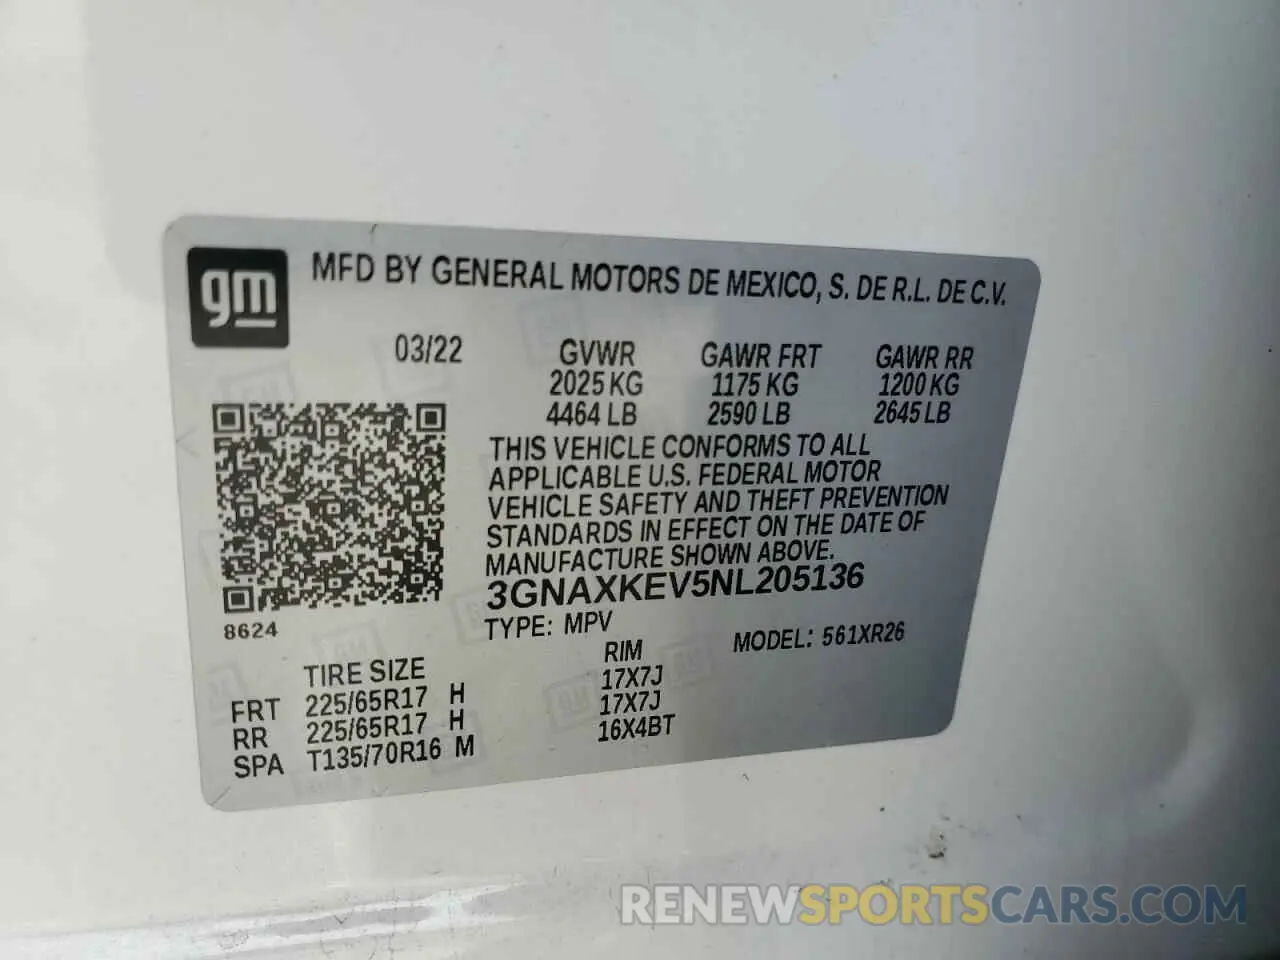 gm MFD BY GENERAL MOTORS DE MEXICO, S. DE R.L. DE C.V.
03/22 GVWR GAWR FRT GAWR RR
2025 KG 1175 KG 1200 KG
4464 LB 2590 LB 2645 LB
THIS VEHICLE CONFORMS TO ALL
APPLICABLE U.S. FEDERAL MOTOR
VEHICLE SAFETY AND THEFT PREVENTION
STANDARDS IN EFFECT ON THE DATE OF
MANUFACTURE SHOWN ABOVE.
3GNAXKEV5NL205136
8624 TYPE: MPV MODEL: 561XR26
TIRE SIZE RIM
FRT 225/65R17 H 17X7J
RR 225/65R17 H 17X7J
SPA T135/70R16 M 16X4BT
RENEWSPORTSCARS.COM